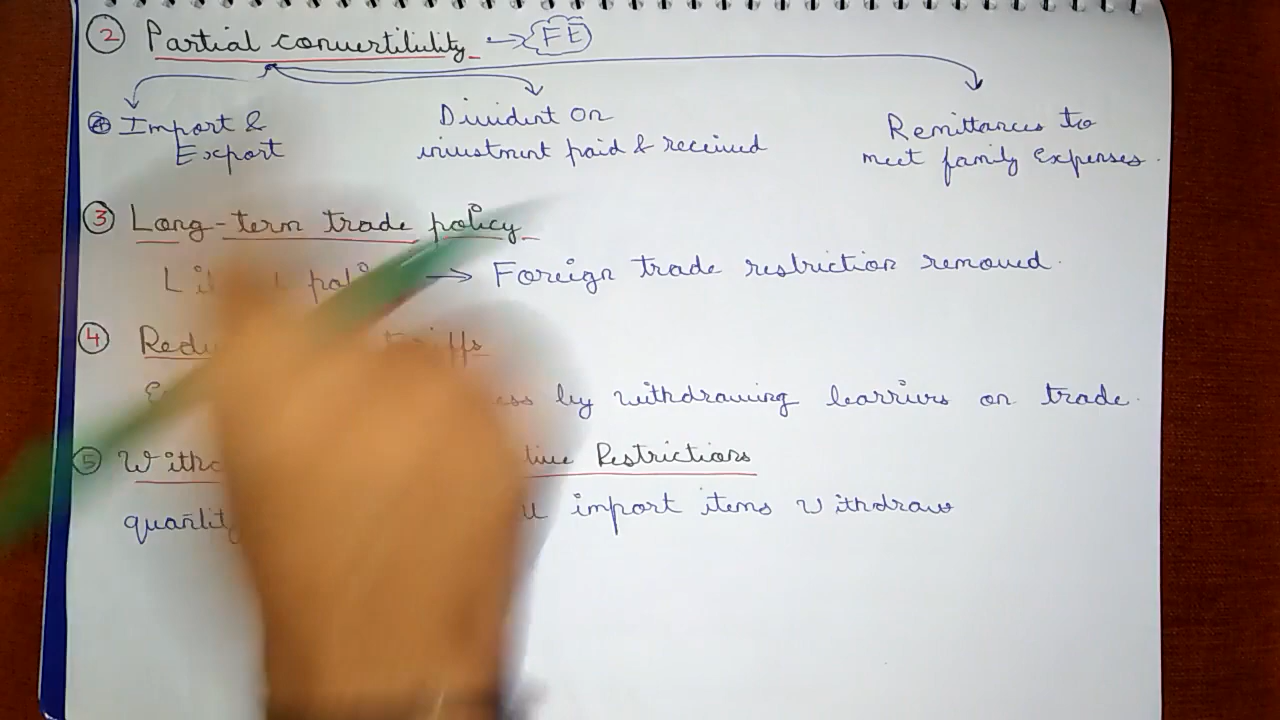 ② Partial convertibility → FE
Import &
Export
Divident on
investment paid & received
Remittances to
meet family Expenses.
③ Long-term trade policy
→ Foreign trade restriction removed.
④
by withdrawing barriers on trade.
⑤ Restrictions
import items withdraw